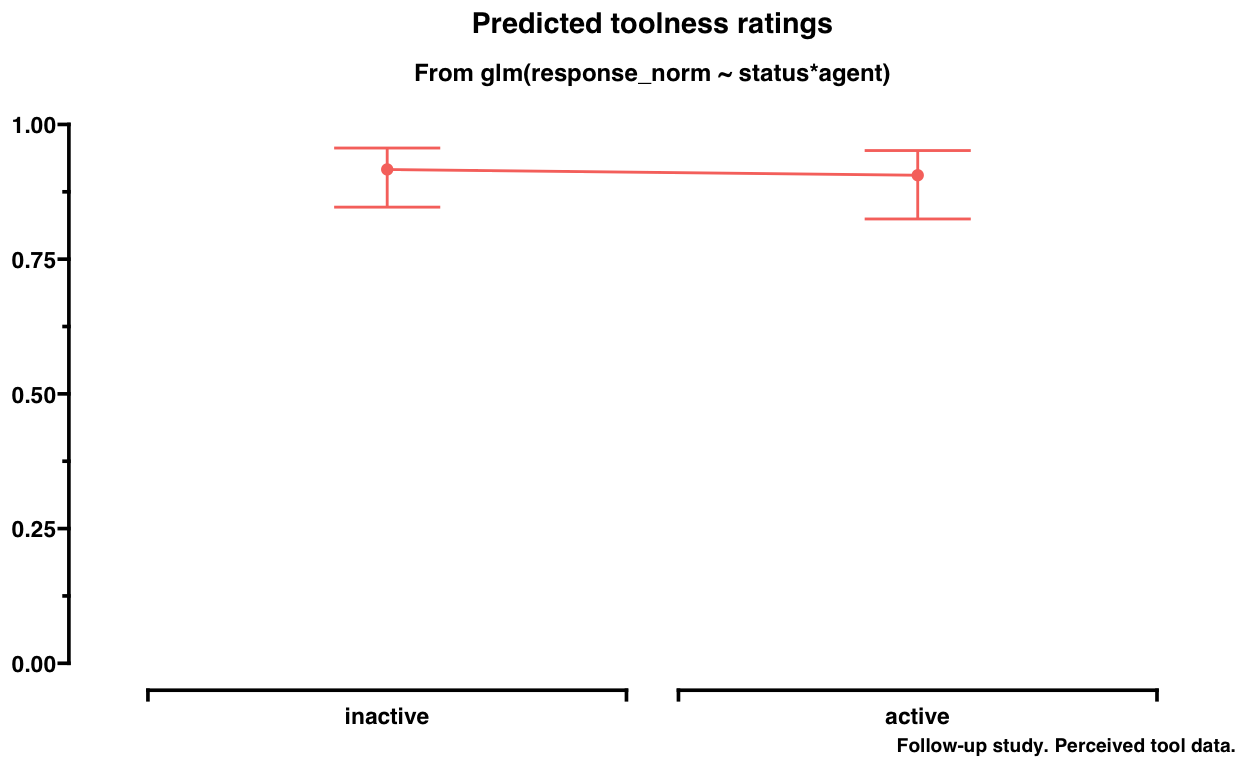 Predicted toolness ratings
From glm(response_norm ~ status*agent)
1.00
0.75
0.50
0.25
0.00
inactive
active
Follow-up study. Perceived tool data.